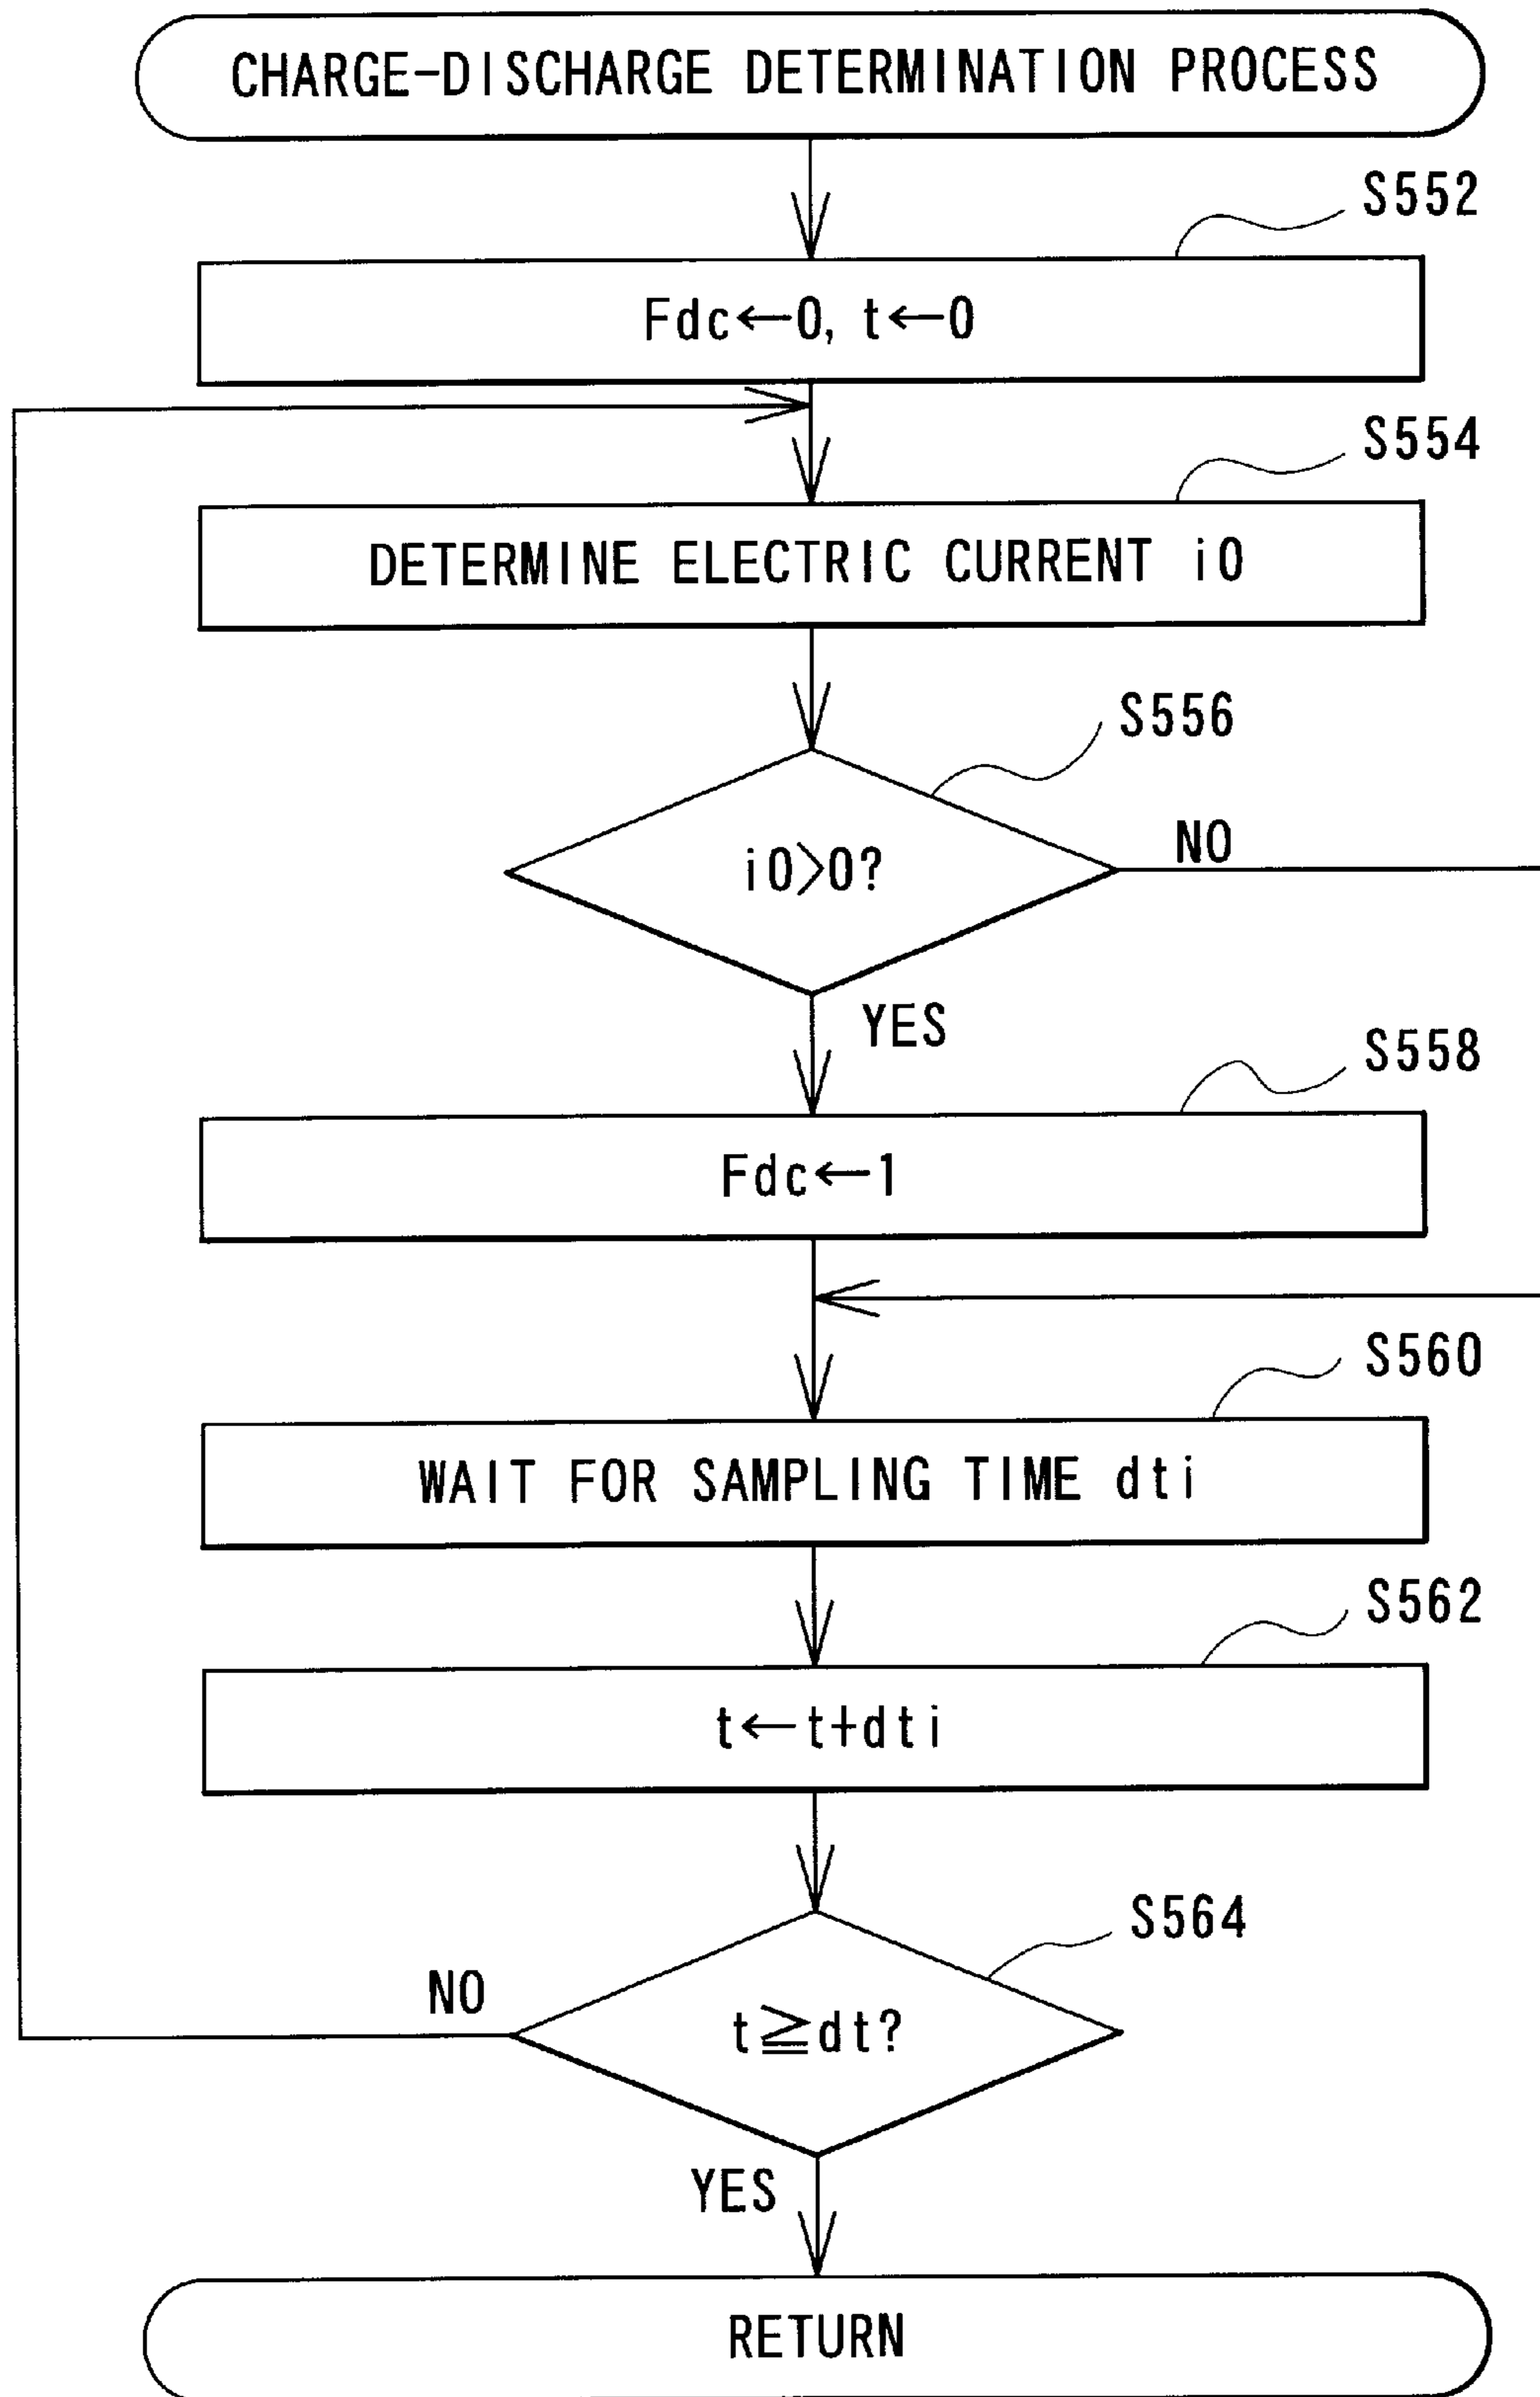 CHARGE-DISCHARGE DETERMINATION PROCESS
S552
Fdc←0, t←0
S554
DETERMINE ELECTRIC CURRENT i0
S556
i0>0?
NO
YES
S558
Fdc←1
S560
WAIT FOR SAMPLING TIME dti
S562
t←t+dti
S564
NO
t≧dt?
YES
RETURN